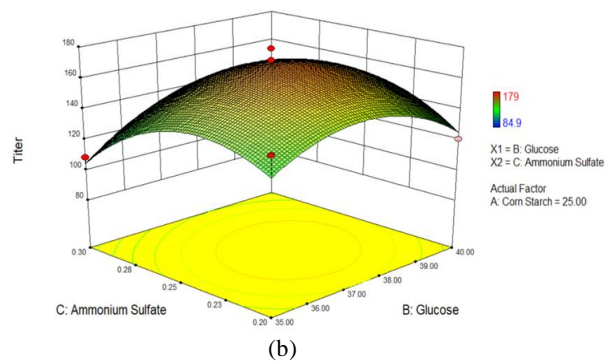 180
160
140
120
100
80
Titer
0.30
0.28
0.25
0.23
0.20
C: Ammonium Sulfate
35.00
36.00
37.00
38.00
39.00
40.00
B: Glucose
179
84.9
X1 = B: Glucose
X2 = C: Ammonium Sulfate
Actual Factor
A: Corn Starch = 25.00
(b)